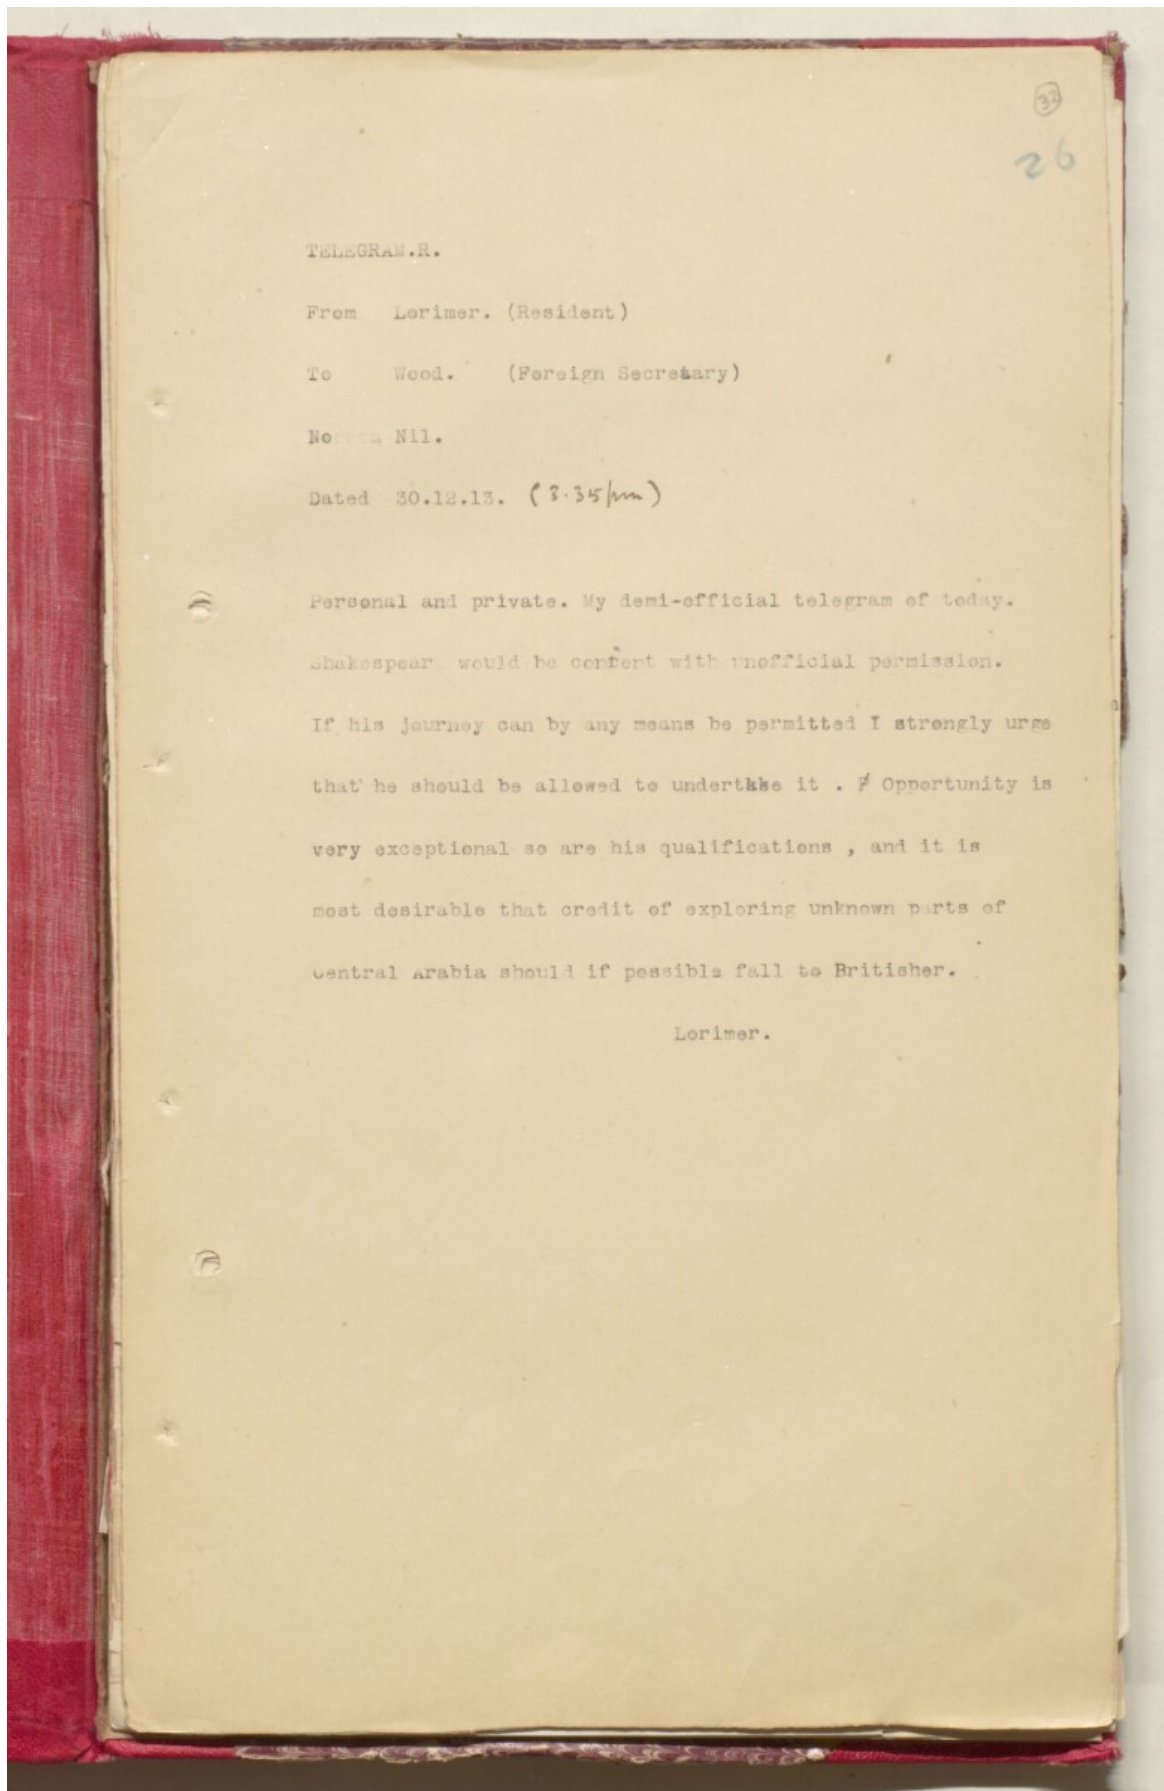 32
26
TELEGRAM.R.
From Lorimer. (Resident)
To Wood. (Foreign Secretary)
No Nil.
Dated 30.12.13. (3.35 pm)
Personal and private. My demi-official telegram of today.
Shakespear would be content with unofficial permission.
If his journey can by any means be permitted I strongly urge
that he should be allowed to undertake it . Opportunity is
very exceptional so are his qualifications , and it is
most desirable that credit of exploring unknown parts of
Central Arabia should if possible fall to Britisher.
Lorimer.